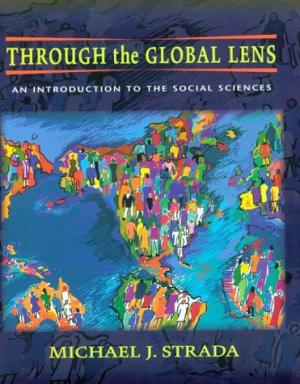 THROUGH the GLOBAL LENS
AN INTRODUCTION TO THE SOCIAL SCIENCES
MICHAEL J. STRADA